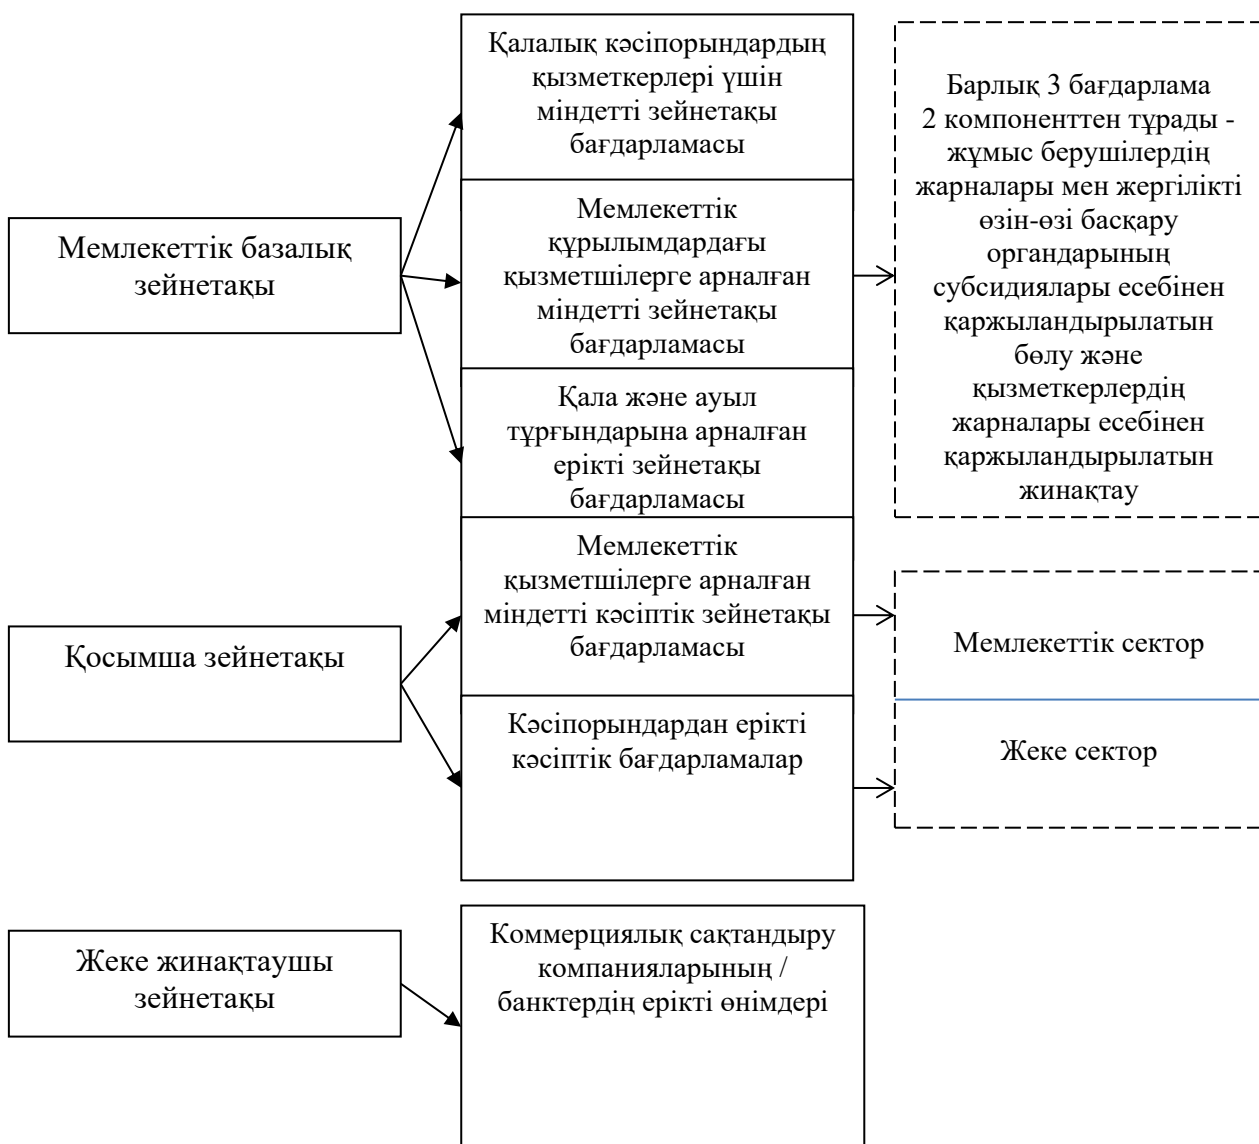 Мемлекеттік базалық
зейнетақы
Қалалық кәсіпорындардың
қызметкерлері үшін
міндетті зейнетақы
бағдарламасы
Мемлекеттік
құрылымдардағы
қызметшілерге арналған
міндетті зейнетақы
бағдарламасы
Қала және ауыл
тұрғындарына арналған
ерікті зейнетақы
бағдарламасы
Барлық 3 бағдарлама
2 компоненттен тұрады -
жұмыс берушілердің
жарналары мен жергілікті
өзін-өзі басқару
органдарының
субсидиялары есебінен
қаржыландырылатын
бөлу және
қызметкерлердің
жарналары есебінен
қаржыландырылатын
жинақтау
Қосымша зейнетақы
Мемлекеттік
қызметшілерге арналған
міндетті кәсіптік зейнетақы
бағдарламасы
Кәсіпорындардан ерікті
кәсіптік бағдарламалар
Мемлекеттік сектор
Жеке сектор
Жеке жинақтаушы
зейнетақы
Коммерциялық сақтандыру
компанияларының /
банктердің ерікті өнімдері